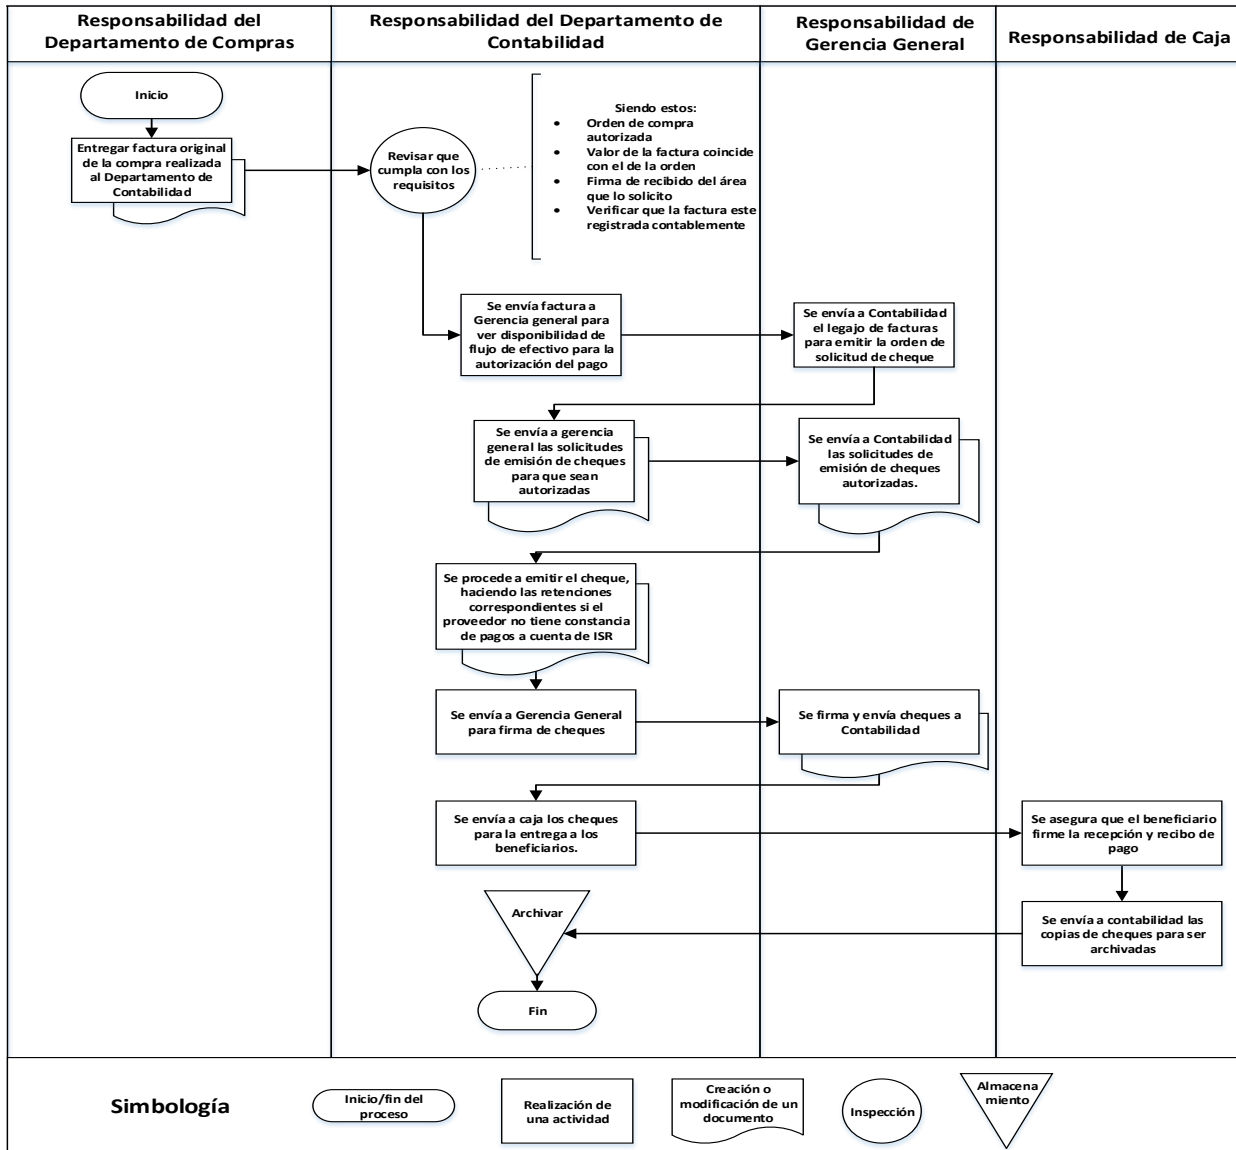 Responsabilidad del
Departamento de Compras
Responsabilidad del Departamento de
Contabilidad
Responsabilidad de
Gerencia General
Responsabilidad de Caja
Inicio
Entregar factura original
de la compra realizada
al Departamento de
Contabilidad
Revisar que
cumpla con los
requisitos
Siendo estos:
• Orden de compra
autorizada
• Valor de la factura coincide
con el de la orden
• Firma de recibido del área
que lo solicito
• Verificar que la factura este
registrada contablemente
Se envía factura a
Gerencia general para
ver disponibilidad de
flujo de efectivo para la
autorización del pago
Se envía a Contabilidad
el legajo de facturas
para emitir la orden de
solicitud de cheque
Se envía a gerencia
general las solicitudes
de emisión de cheques
para que sean
autorizadas
Se envía a Contabilidad
las solicitudes de
emisión de cheques
autorizadas.
Se procede a emitir el cheque,
haciendo las retenciones
correspondientes si el
proveedor no tiene constancia
de pagos a cuenta de ISR
Se envía a Gerencia General
para firma de cheques
Se firma y envía cheques a
Contabilidad
Se envía a caja los cheques
para la entrega a los
beneficiarios.
Se asegura que el beneficiario
firme la recepción y recibo de
pago
Archivar
Se envía a contabilidad las
copias de cheques para ser
archivadas
Fin
Simbología
Inicio/fin del
proceso
Realización de
una actividad
Creación o
modificación de un
documento
Inspección
Almacena
miento